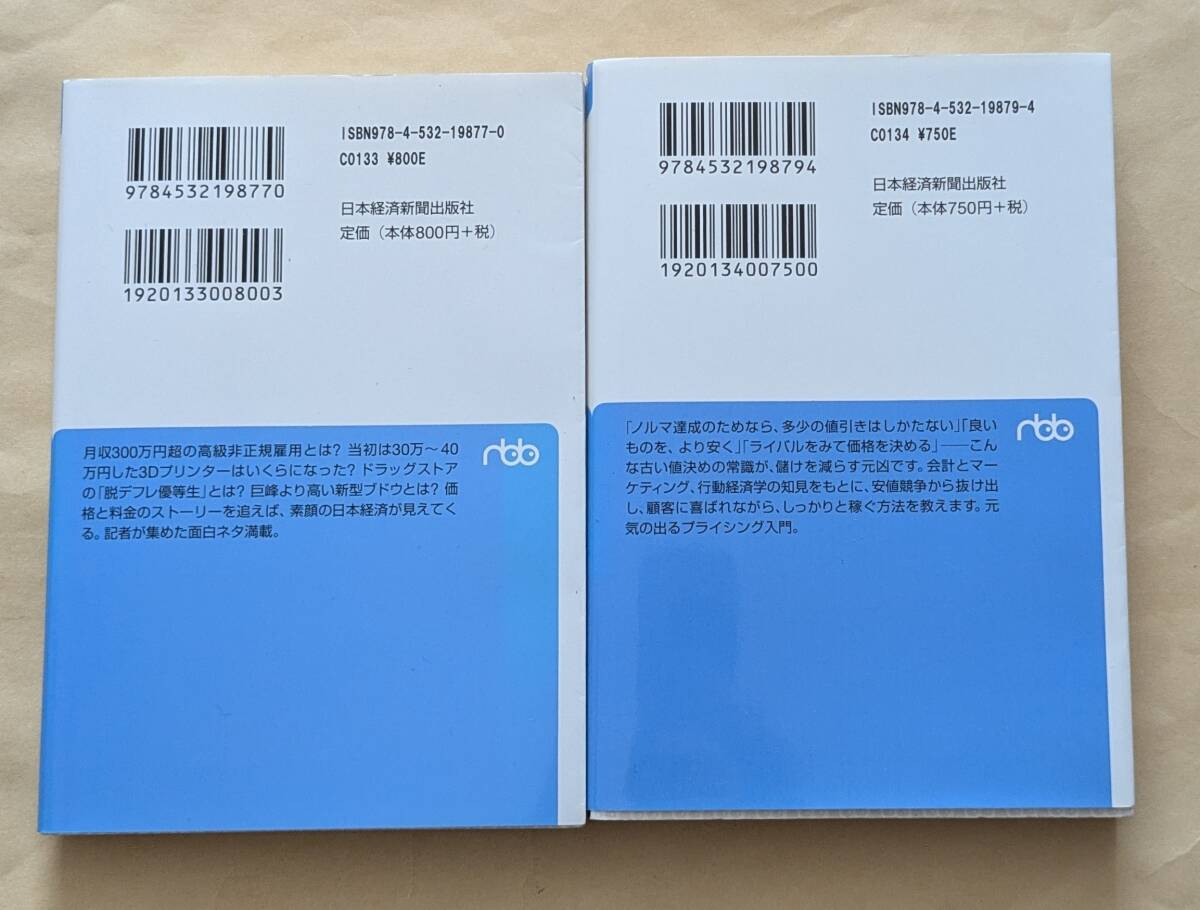 ISBN978-4-532-19877-0
C0133 ¥800E
9784532198770
日本経済新聞出版社
定価（本体800円＋税）
1920133008003
月収300万円超の高級非正規雇用とは？ 当初は30万～40
万円した3Dプリンターはいくらになった？ ドラッグストア
の「脱デフレ優等生」とは？ 巨峰より高い新型ブドウとは？ 価
格と料金のストーリーを追えば、素顔の日本経済が見えてく
る。記者が集めた面白ネタ満載。
nbb
ISBN978-4-532-19879-4
C0134 ¥750E
9784532198794
日本経済新聞出版社
定価（本体750円＋税）
1920134007500
「ノルマ達成のためなら、多少の値引きはしかたない」「良い
ものを、より安く」「ライバルをみて価格を決める」――こん
な古い値決めの常識が、儲けを減らす元凶です。会計とマー
ケティング、行動経済学の知見をもとに、安値競争から抜け出
し、顧客に喜ばれながら、しっかりと稼ぐ方法を教えます。元
気の出るプライシング入門。
nbb